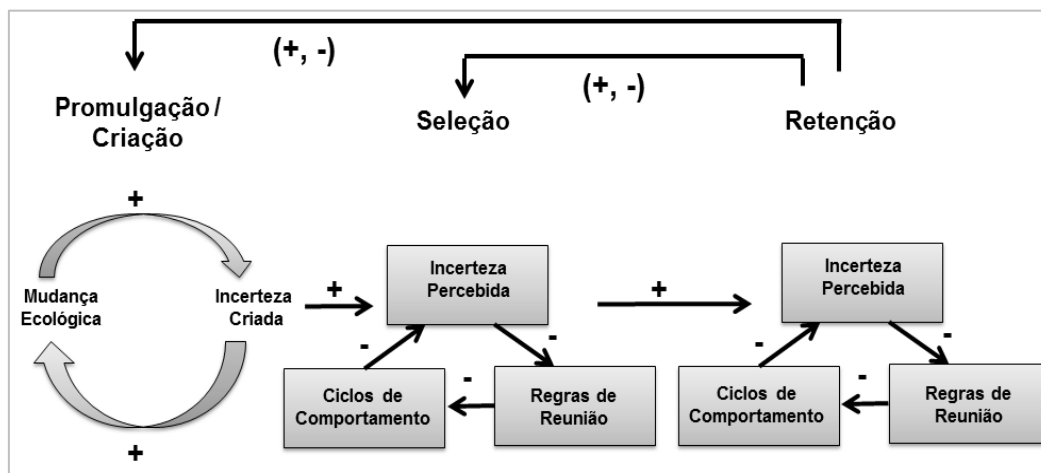 (+, -)
(+, -)
Promulgação /
Criação
Seleção
Retenção
+
Mudança
Ecológica
Incerteza
Criada
+
+
Incerteza
Percebida
-
-
-
Ciclos de
Comportamento
Regras de
Reunião
+
Incerteza
Percebida
-
-
-
Ciclos de
Comportamento
Regras de
Reunião